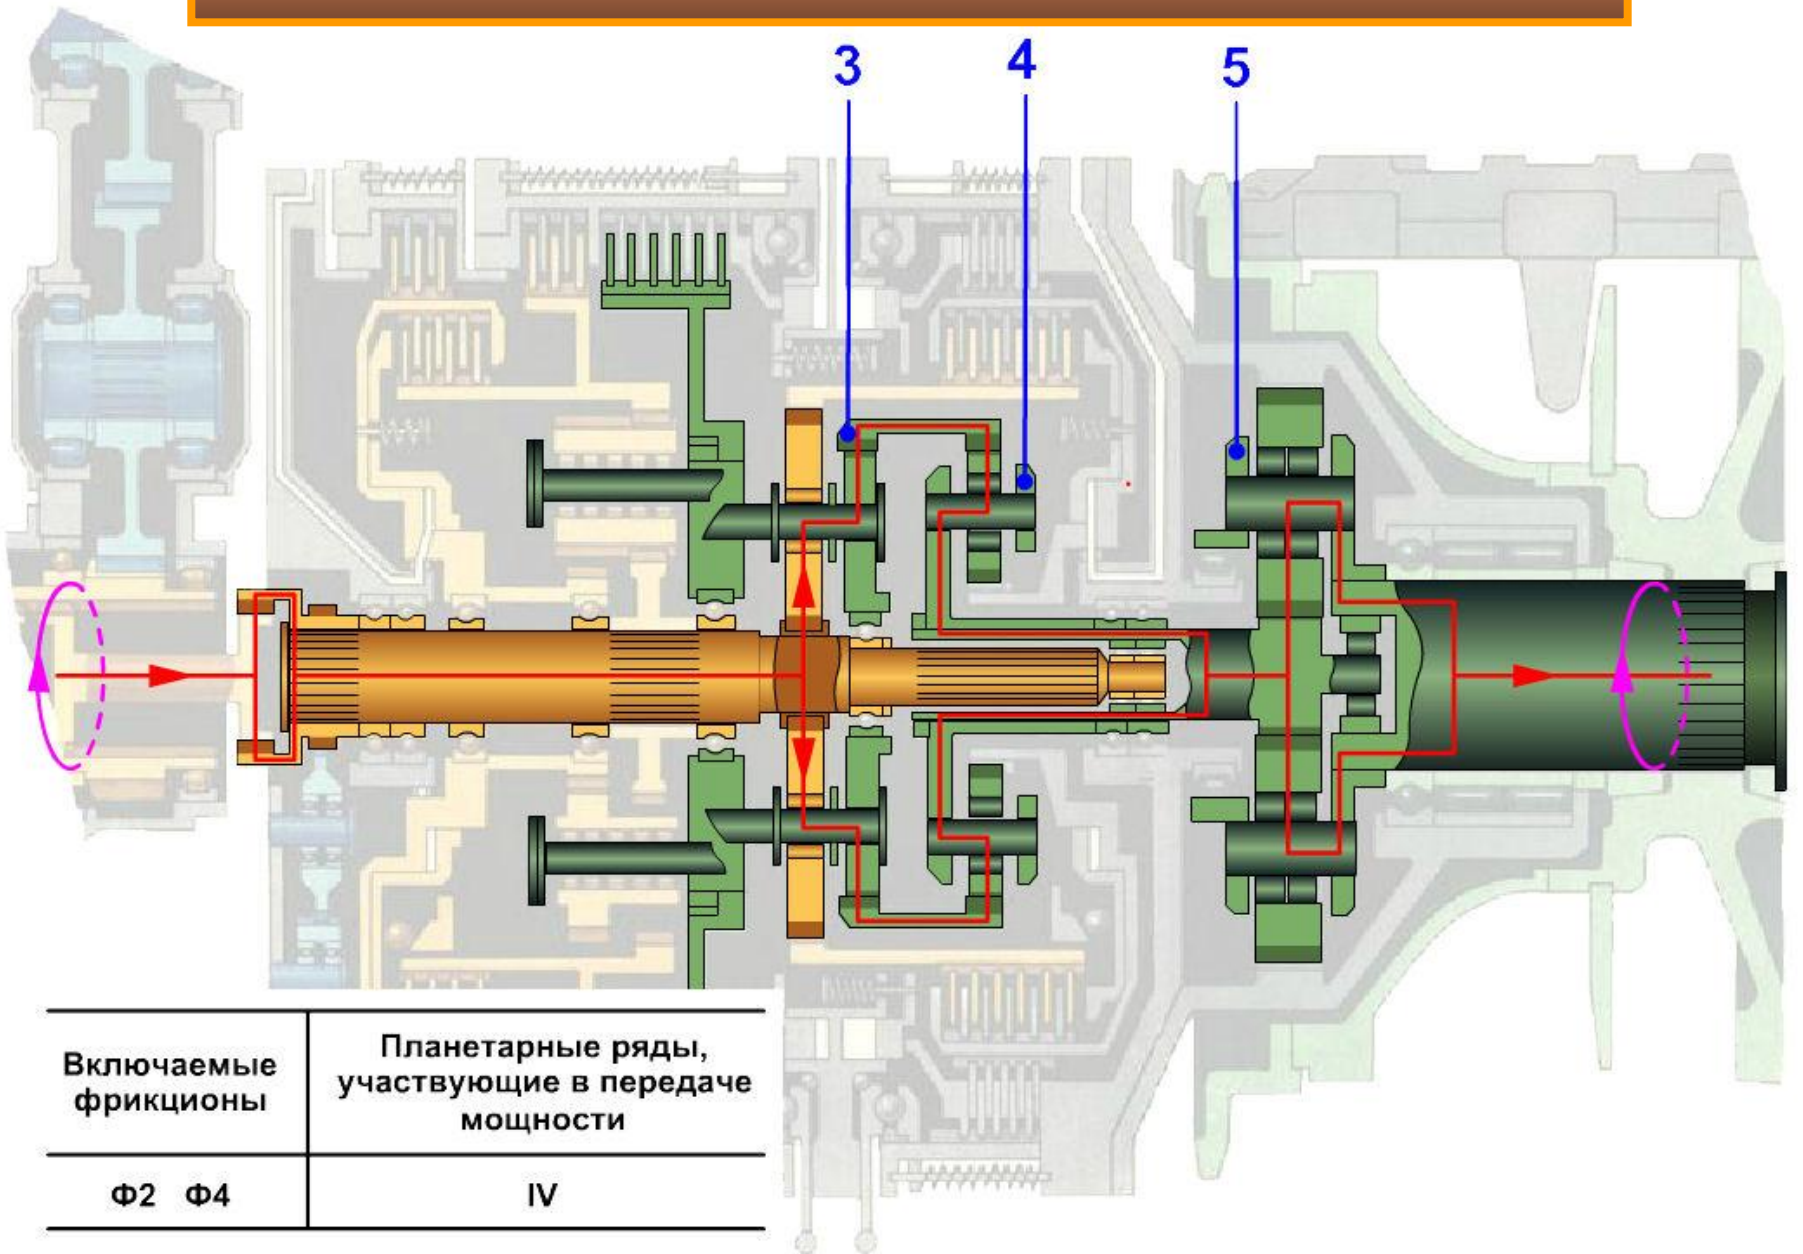 3 4 5
Включаемые
фрикционы
Планетарные ряды,
участвующие в передаче
мощности
Ф2 Ф4
IV